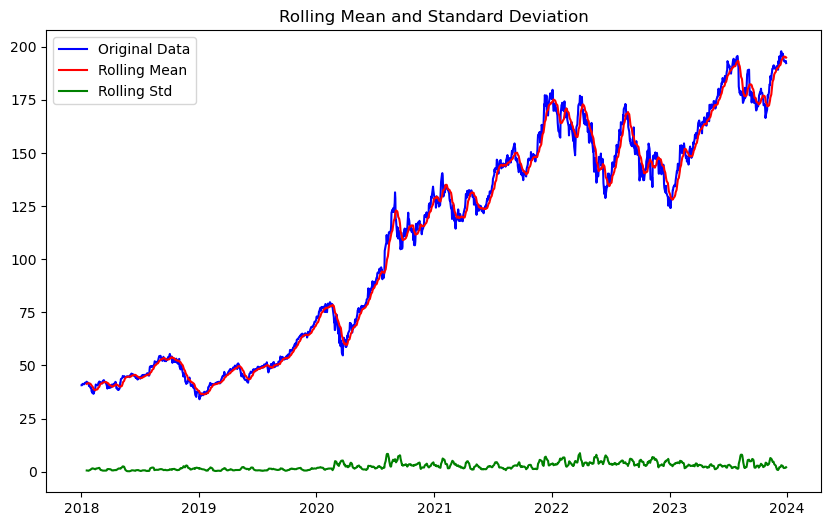 Rolling Mean and Standard Deviation
Original Data
Rolling Mean
Rolling Std
200
175
150
125
100
75
50
25
0
2018 2019 2020 2021 2022 2023 2024